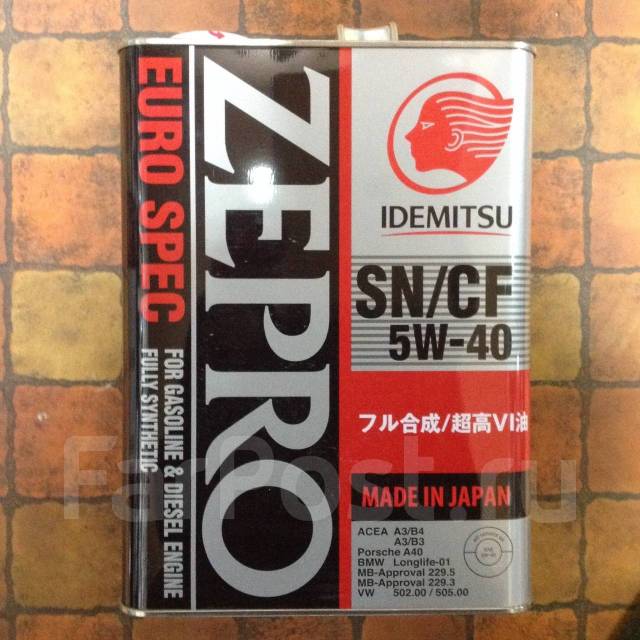 EURO SPEC
FOR GASOLINE & DIESEL ENGINE
FULLY SYNTHETIC
ZEPRO
IDEMITSU
SN/CF
5W-40
フル合成/超高VI油
MADE IN JAPAN
ACEA A3/B4
A3/B3
Porsche A40
BMW Longlife-01
MB-Approval 229.5
MB-Approval 229.3
VW 502.00 / 505.00
FarPost.ru